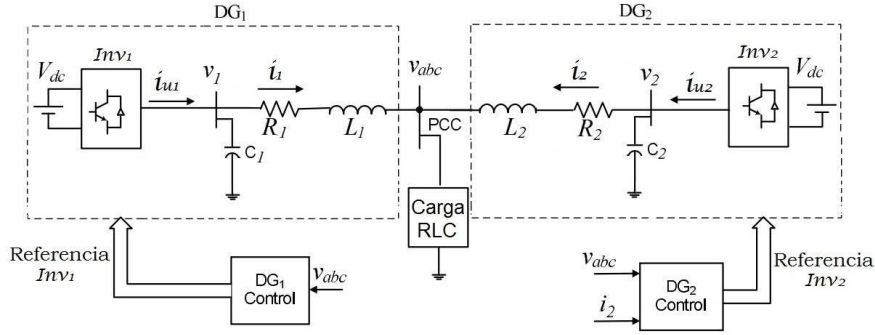 DG1
DG2
Inv1
Inv2
Vdc
iu1
v1
i1
vabc
i2
v2
iu2
Vdc
R1
L1
PCC
L2
R2
C1
C2
Carga
RLC
Referencia
Inv1
DG1
Control
vabc
vabc
i2
DG2
Control
Referencia
Inv2